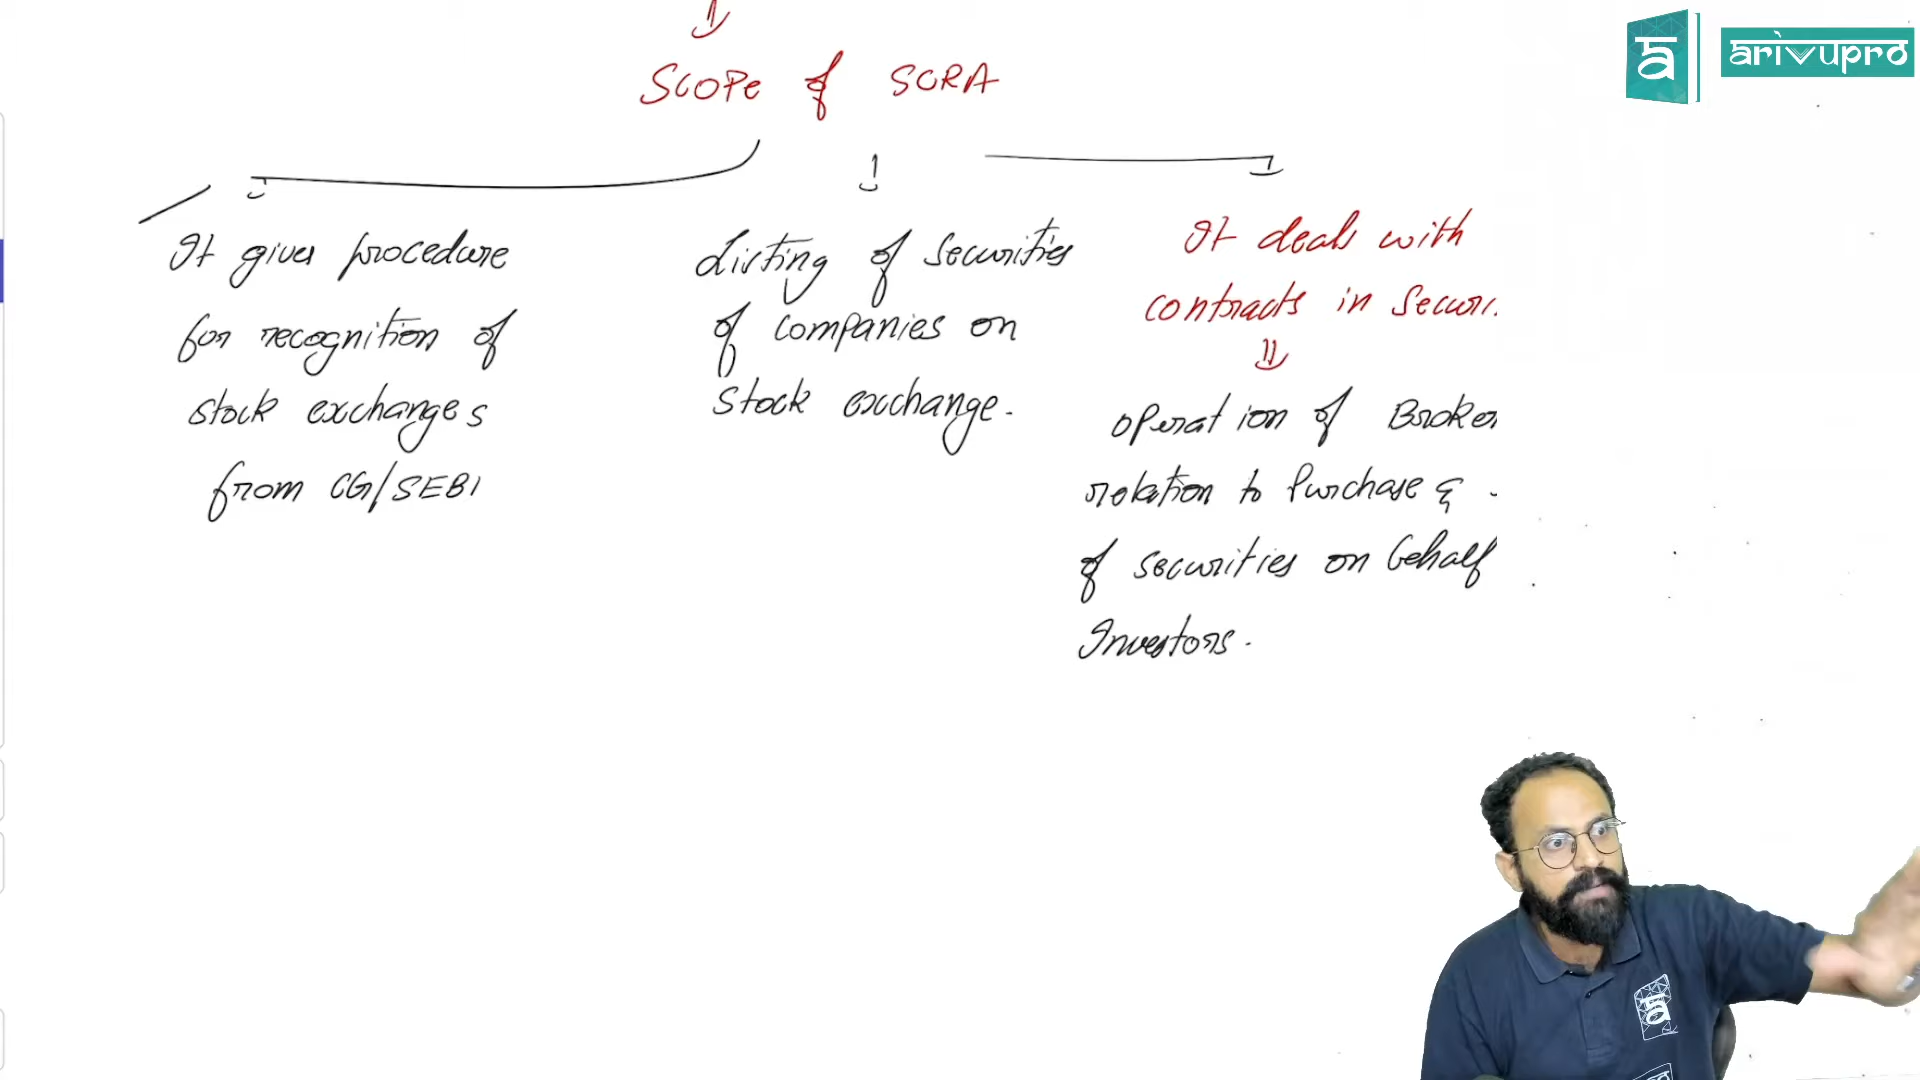 Scope of SCRA
It gives procedure
for recognition of
stock exchanges
from CG/SEBI
Listing of securities
of companies on
stock exchange.
It deals with
contracts in Securi
operation of Broker
relation to Purchase &
of securities on behalf
Investors.
arivupro